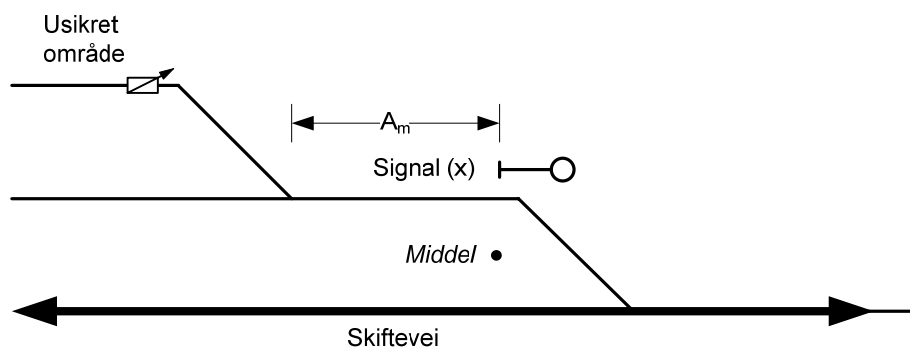 Usikret
område
Am
Signal (x)
Middel
Skiftevei